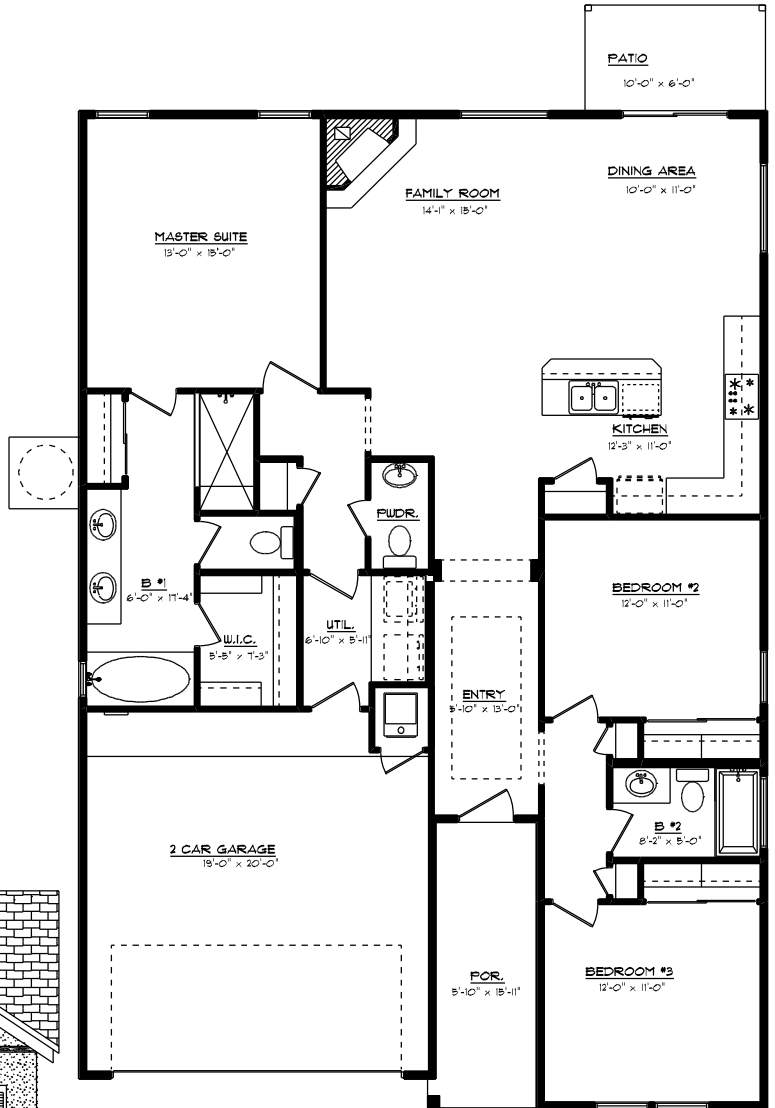 PATIO
10'-0" x 6'-0"
DINING AREA
10'-0" x 11'-0"
FAMILY ROOM
14'-1" x 15'-0"
MASTER SUITE
13'-0" x 15'-0"
KITCHEN
12'-3" x 11'-0"
PWDR.
B #1
6'-0" x 17'-4"
BEDROOM #2
12'-0" x 11'-0"
UTIL.
6'-10" x 5'-11"
W.I.C.
5'-5" x 7'-3"
ENTRY
5'-10" x 13'-0"
B #2
8'-2" x 5'-0"
2 CAR GARAGE
19'-0" x 20'-0"
POR.
5'-10" x 15'-11"
BEDROOM #3
12'-0" x 11'-0"